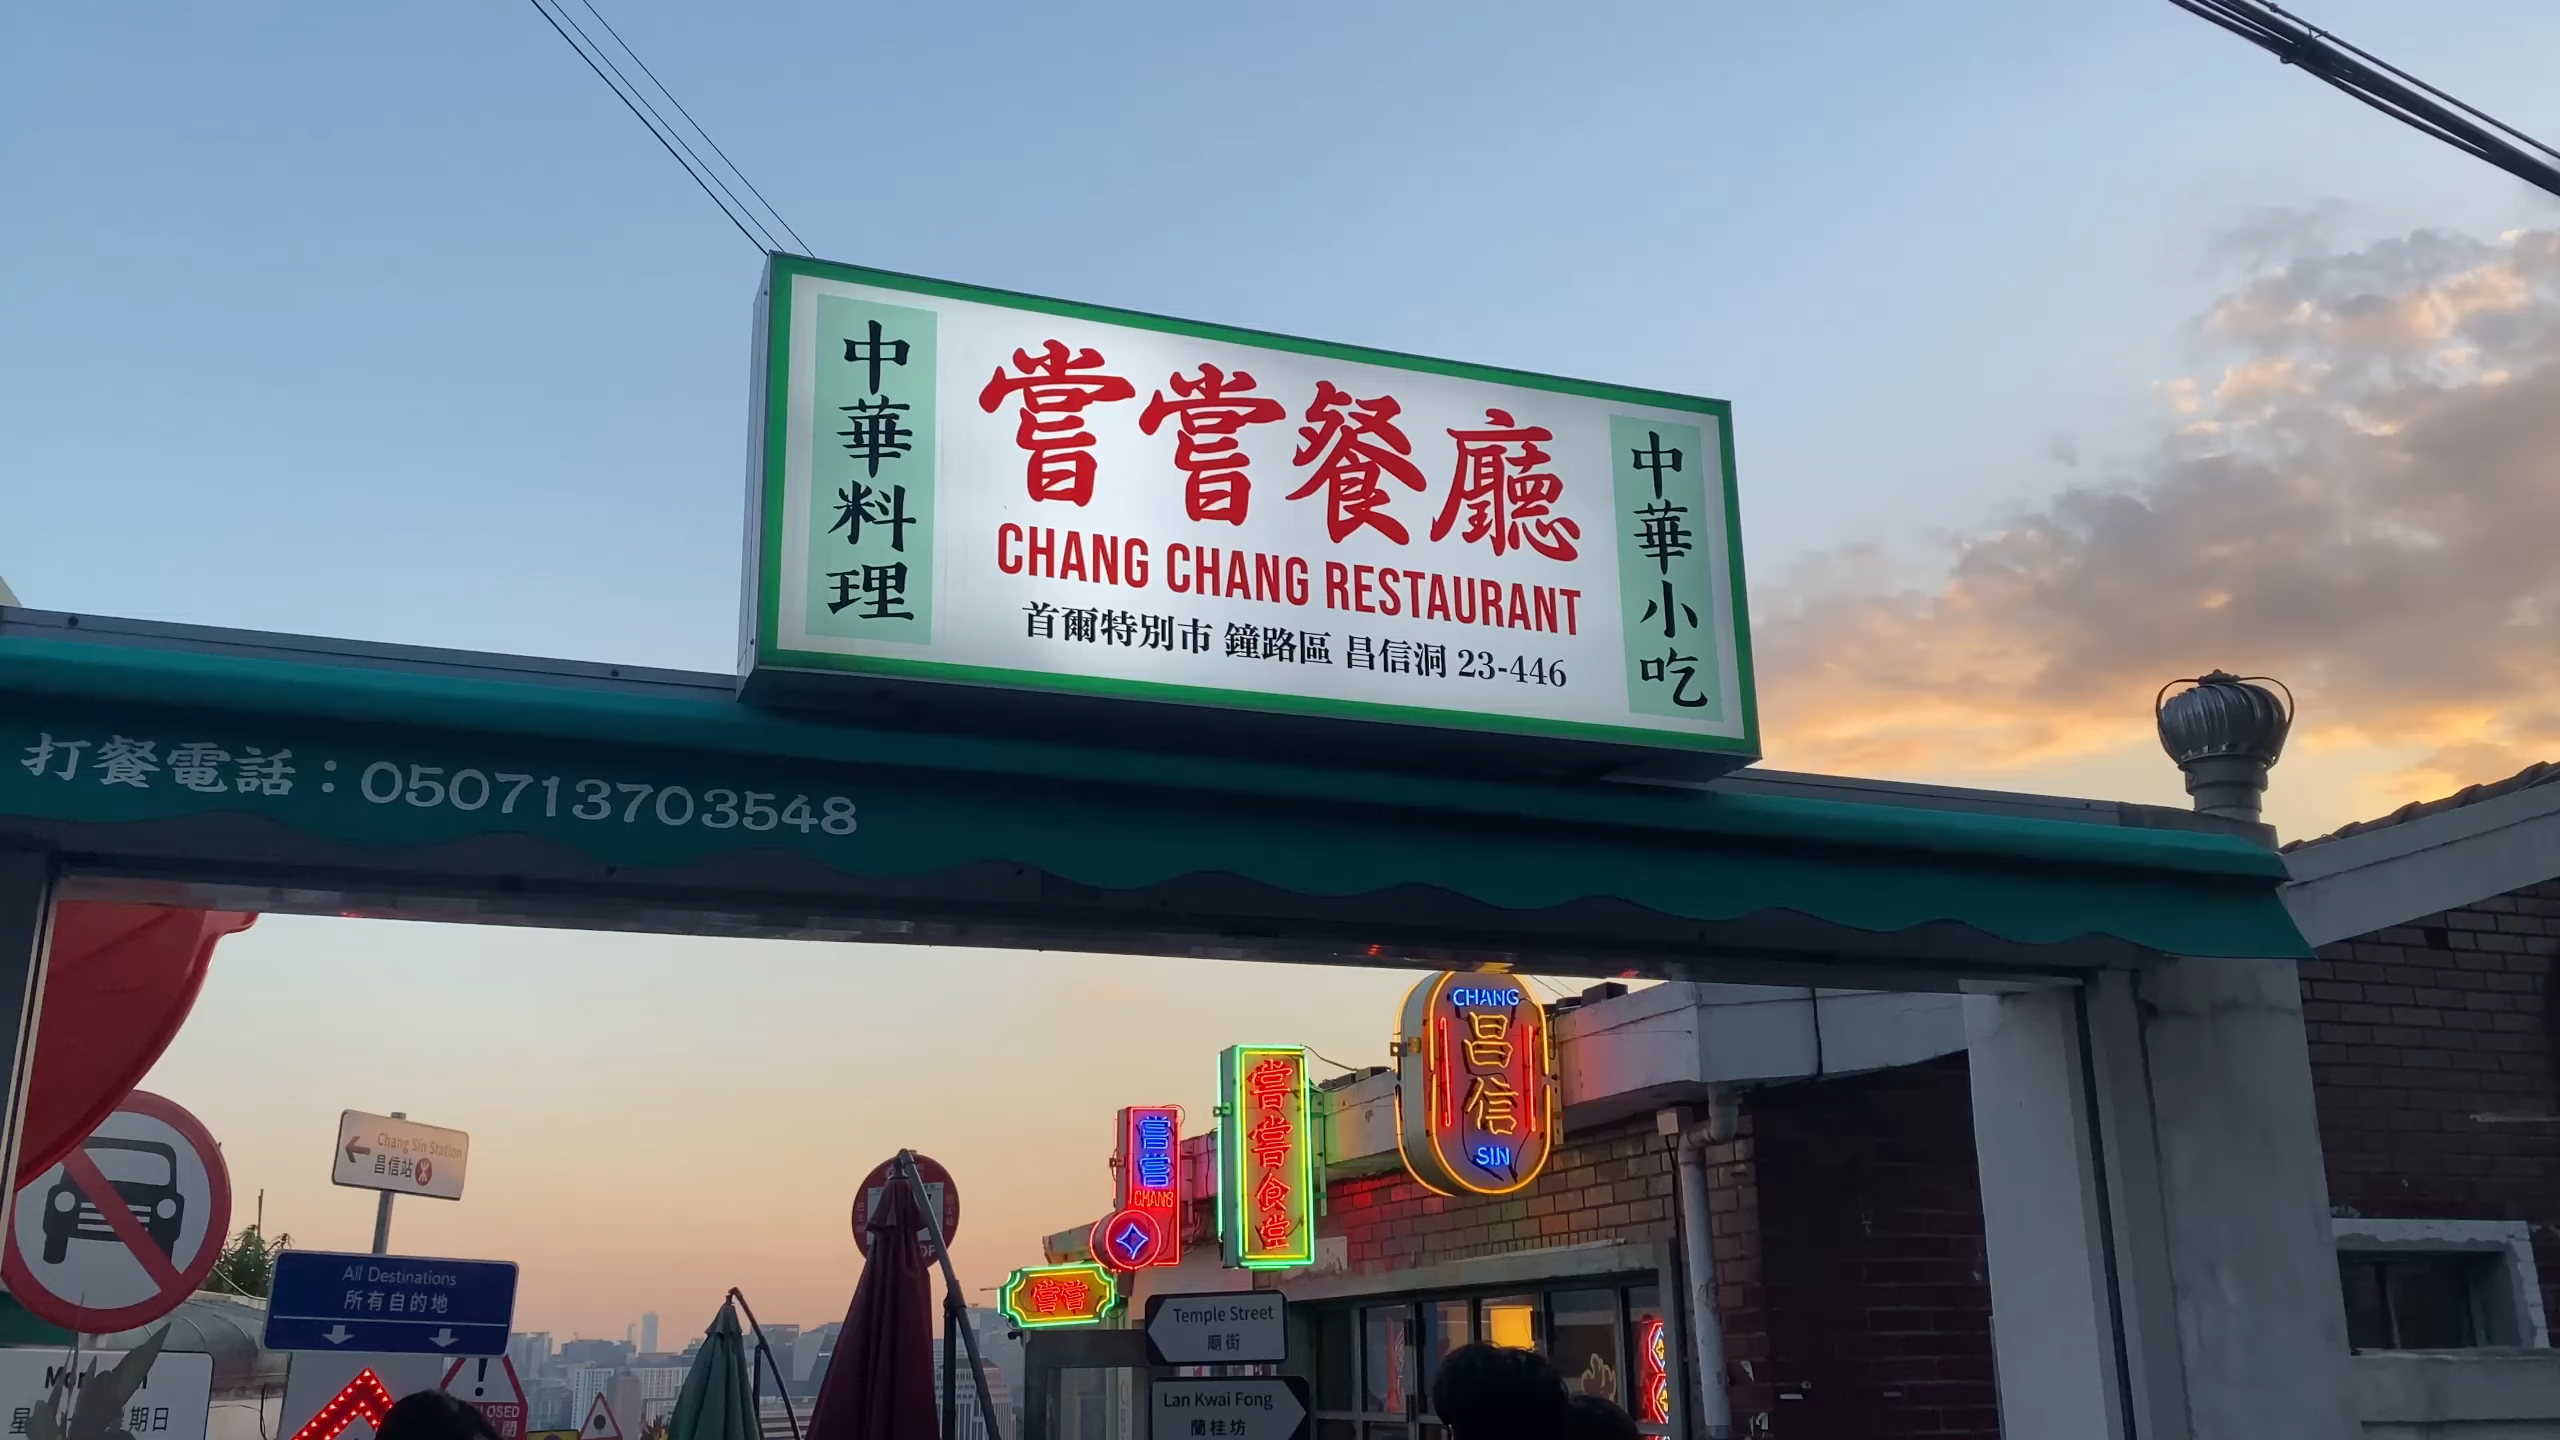 中華料理
嘗嘗餐廳
CHANG CHANG RESTAURANT
首爾特別市 鐘路區 昌信洞 23-446
中華小吃
打餐電話：050713703548
CHANG
昌信
SIN
嘗嘗食堂
嘗嘗
CHANG
嘗嘗
Chang Sin Station
昌信站
All Destinations
所有自的地
Temple Street
廟街
Lan Kwai Fong
蘭桂坊
期日